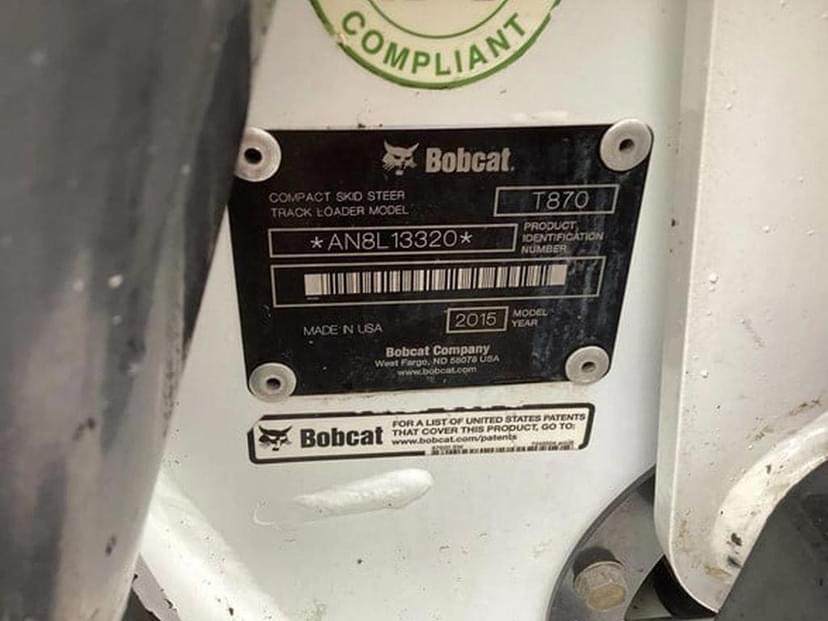 COMPLIANT
Bobcat.
COMPACT SKID STEER
TRACK LOADER MODEL
T870
*AN8L13320*
PRODUCT
IDENTIFICATION
NUMBER
MADE IN USA
2015
MODEL
YEAR
Bobcat Company
West Fargo, ND 58078 USA
www.bobcat.com
Bobcat
FOR A LIST OF UNITED STATES PATENTS
THAT COVER THIS PRODUCT, GO TO:
www.bobcat.com/patents